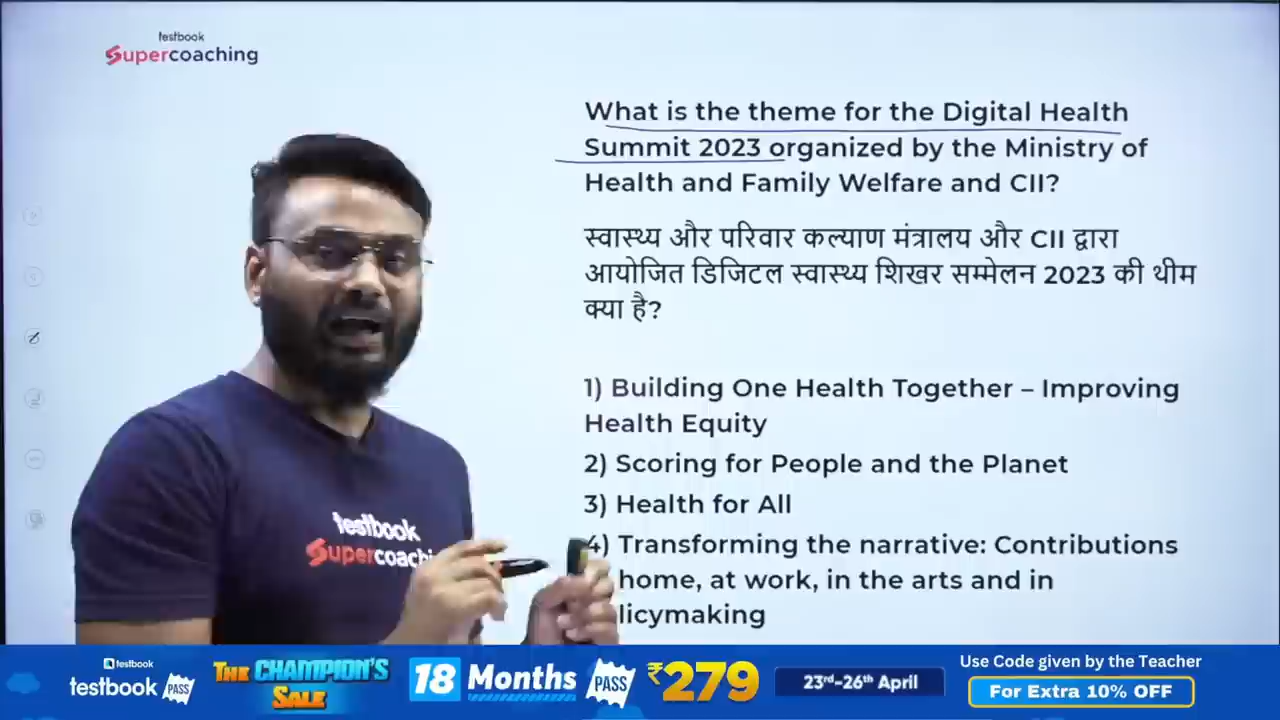 testbook
Supercoaching
What is the theme for the Digital Health
Summit 2023 organized by the Ministry of
Health and Family Welfare and CII?
स्वास्थ्य और परिवार कल्याण मंत्रालय और CII द्वारा
आयोजित डिजिटल स्वास्थ्य शिखर सम्मेलन 2023 की थीम
क्या है?
1) Building One Health Together – Improving
Health Equity
2) Scoring for People and the Planet
3) Health for All
4) Transforming the narrative: Contributions
home, at work, in the arts and in
licymaking
testbook
Supercoachi
testbook
testbook PASS
THE CHAMPION'S
SALE
18 Months PASS ₹279
23rd-26th April
Use Code given by the Teacher
For Extra 10% OFF